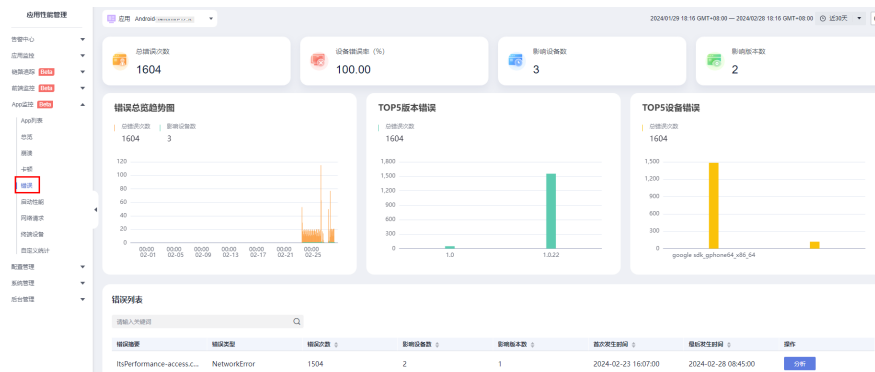 应用性能管理
应用 Android
2024/01/29 18:16 GMT+08:00 — 2024/02/28 18:16 GMT+08:00 近30天
告警中心
应用监控
链路追踪 Beta
前端监控 Beta
App监控 Beta
App列表
总览
崩溃
卡顿
错误
启动性能
网络请求
终端设备
自定义统计
配置管理
系统管理
后台管理
总错误次数
1604
设备错误率（%）
100.00
影响设备数
3
影响版本数
2
错误总览趋势图
总错误次数 影响设备数
1604 3
120
100
80
60
40
20
0
00:00 00:00 00:00 00:00 00:00 00:00 00:00
02-01 02-05 02-09 02-13 02-17 02-21 02-25
TOP5版本错误
总错误次数
1604
1,800
1,500
1,200
900
600
300
0
1.0 1.0.22
TOP5设备错误
总错误次数
1604
1,500
1,200
900
600
300
0
google sdk_gphone64_x86_64
错误列表
请输入关键词
错误摘要 错误类型 错误次数 影响设备数 影响版本数 首次发生时间 最后发生时间 操作
ItsPerformance-access.c... NetworkError 1504 2 1 2024-02-23 16:07:00 2024-02-28 08:45:00 分析